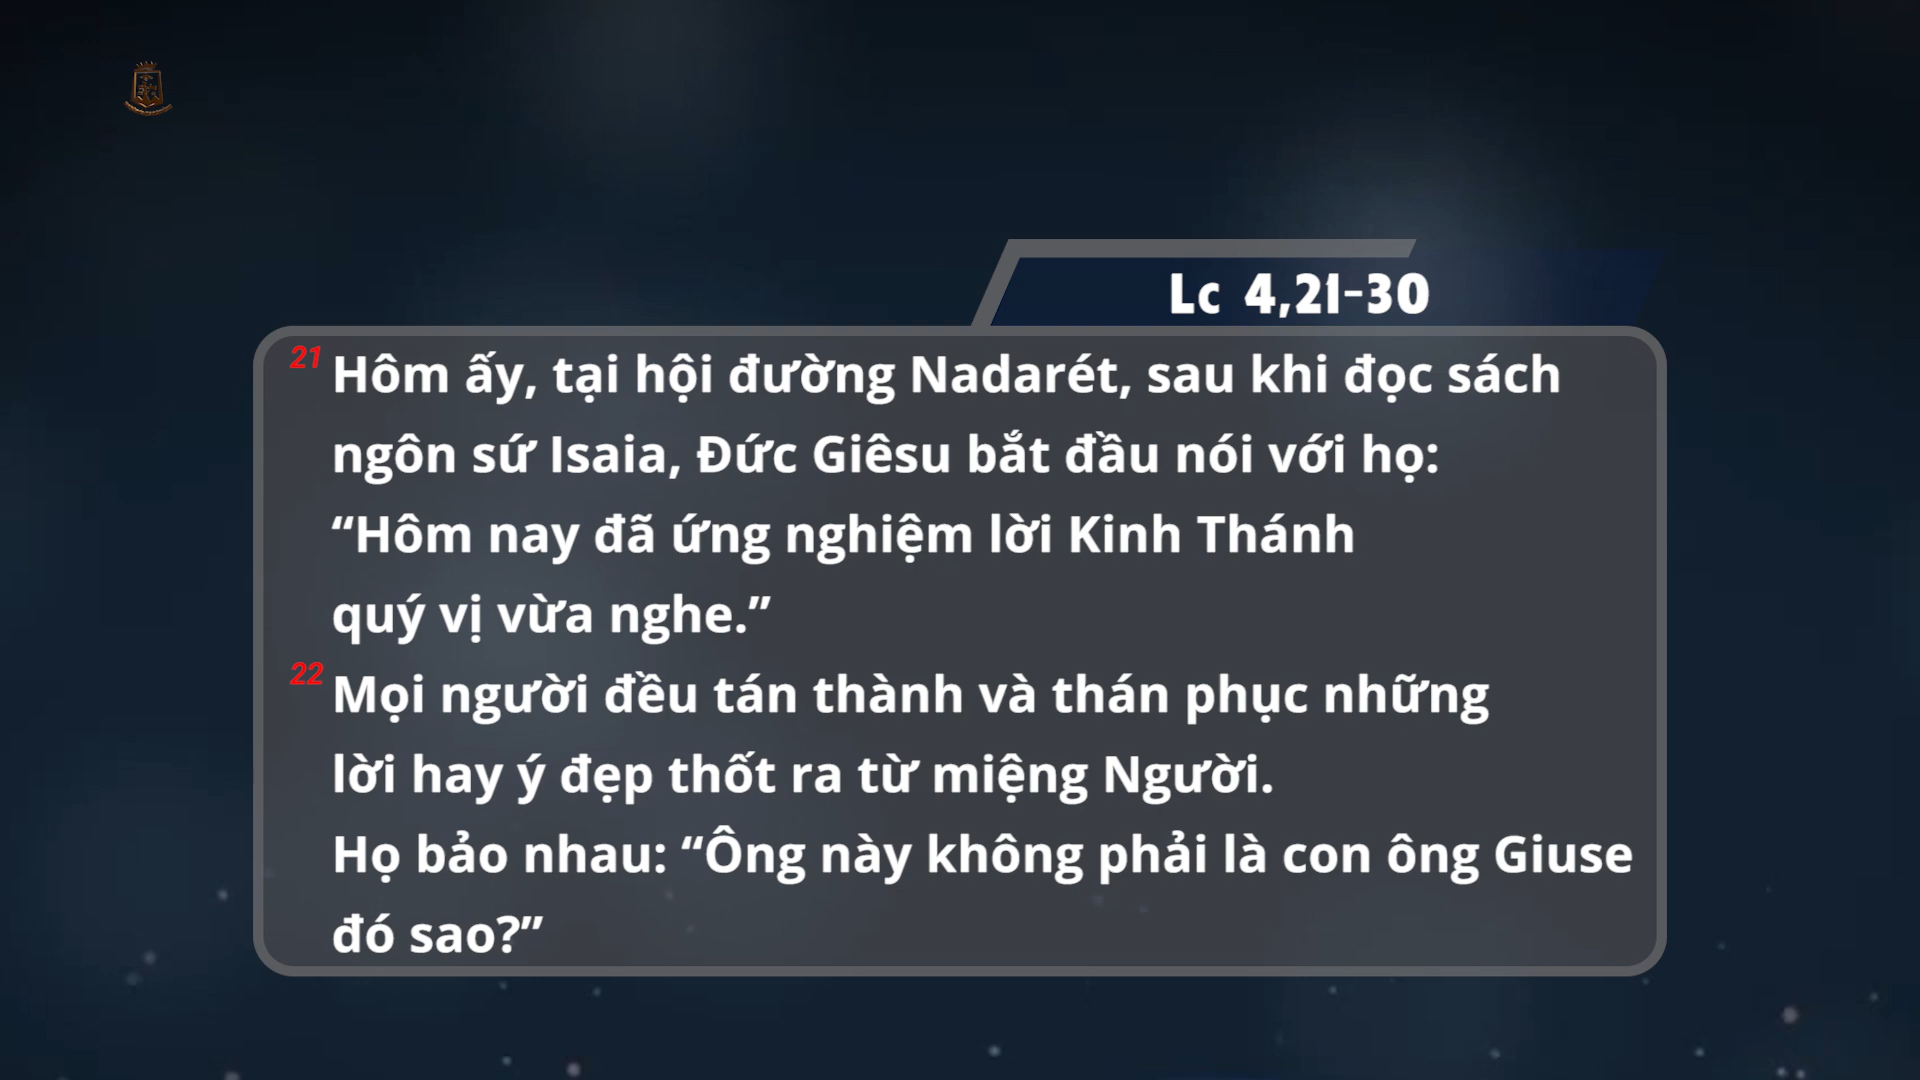 Lc 4,21-30
21 Hôm ấy, tại hội đường Nadarét, sau khi đọc sách
ngôn sứ Isaia, Đức Giêsu bắt đầu nói với họ:
“Hôm nay đã ứng nghiệm lời Kinh Thánh
quý vị vừa nghe.”
22 Mọi người đều tán thành và thán phục những
lời hay ý đẹp thốt ra từ miệng Người.
Họ bảo nhau: “Ông này không phải là con ông Giuse
đó sao?”